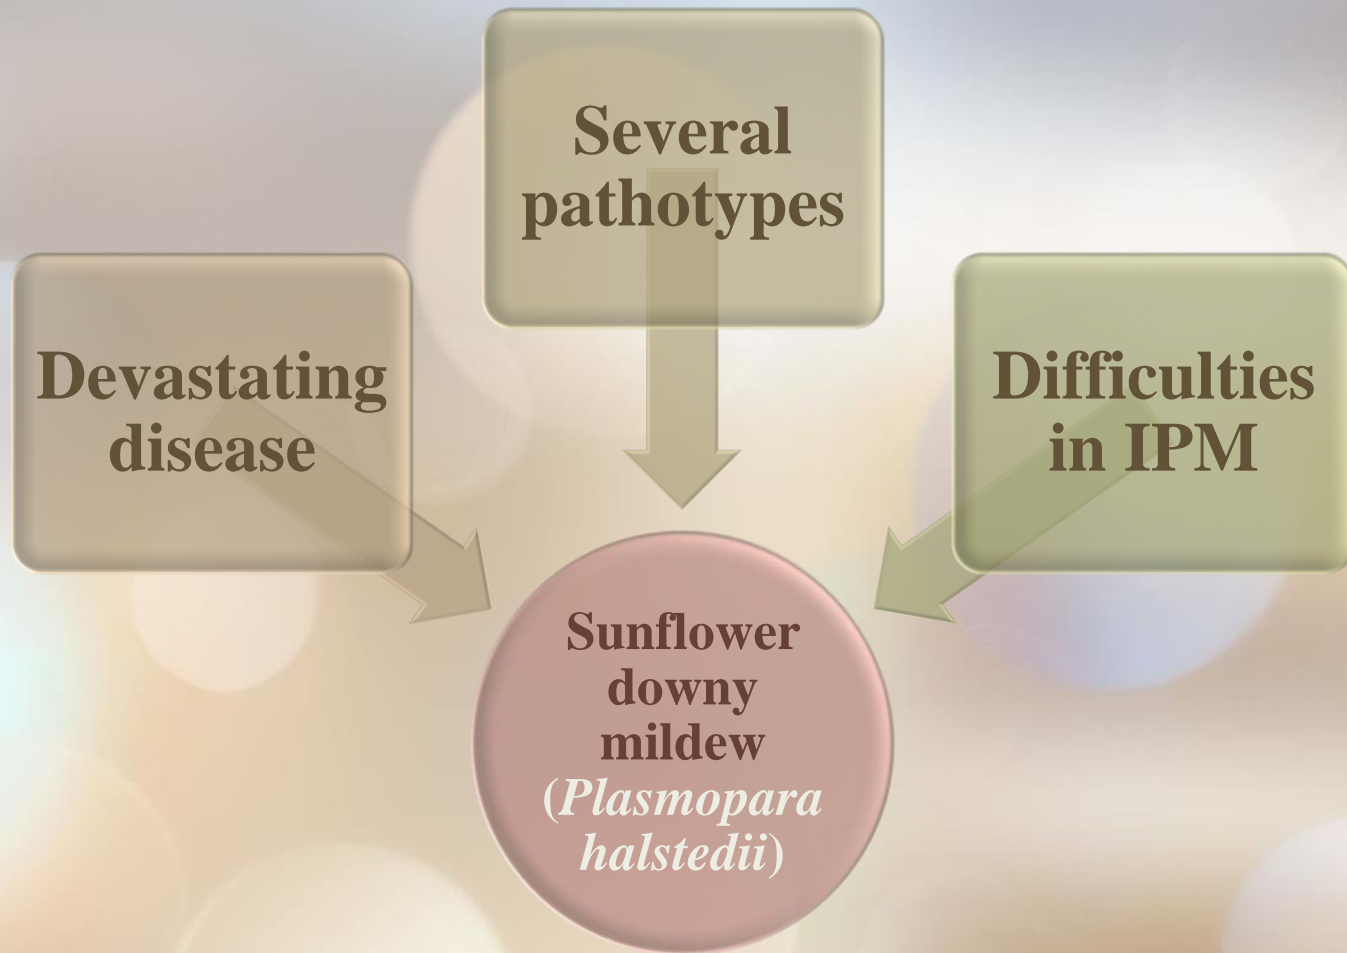 Several
pathotypes
Devastating
disease
Difficulties
in IPM
Sunflower
downy
mildew
(Plasmopara
halstedii)